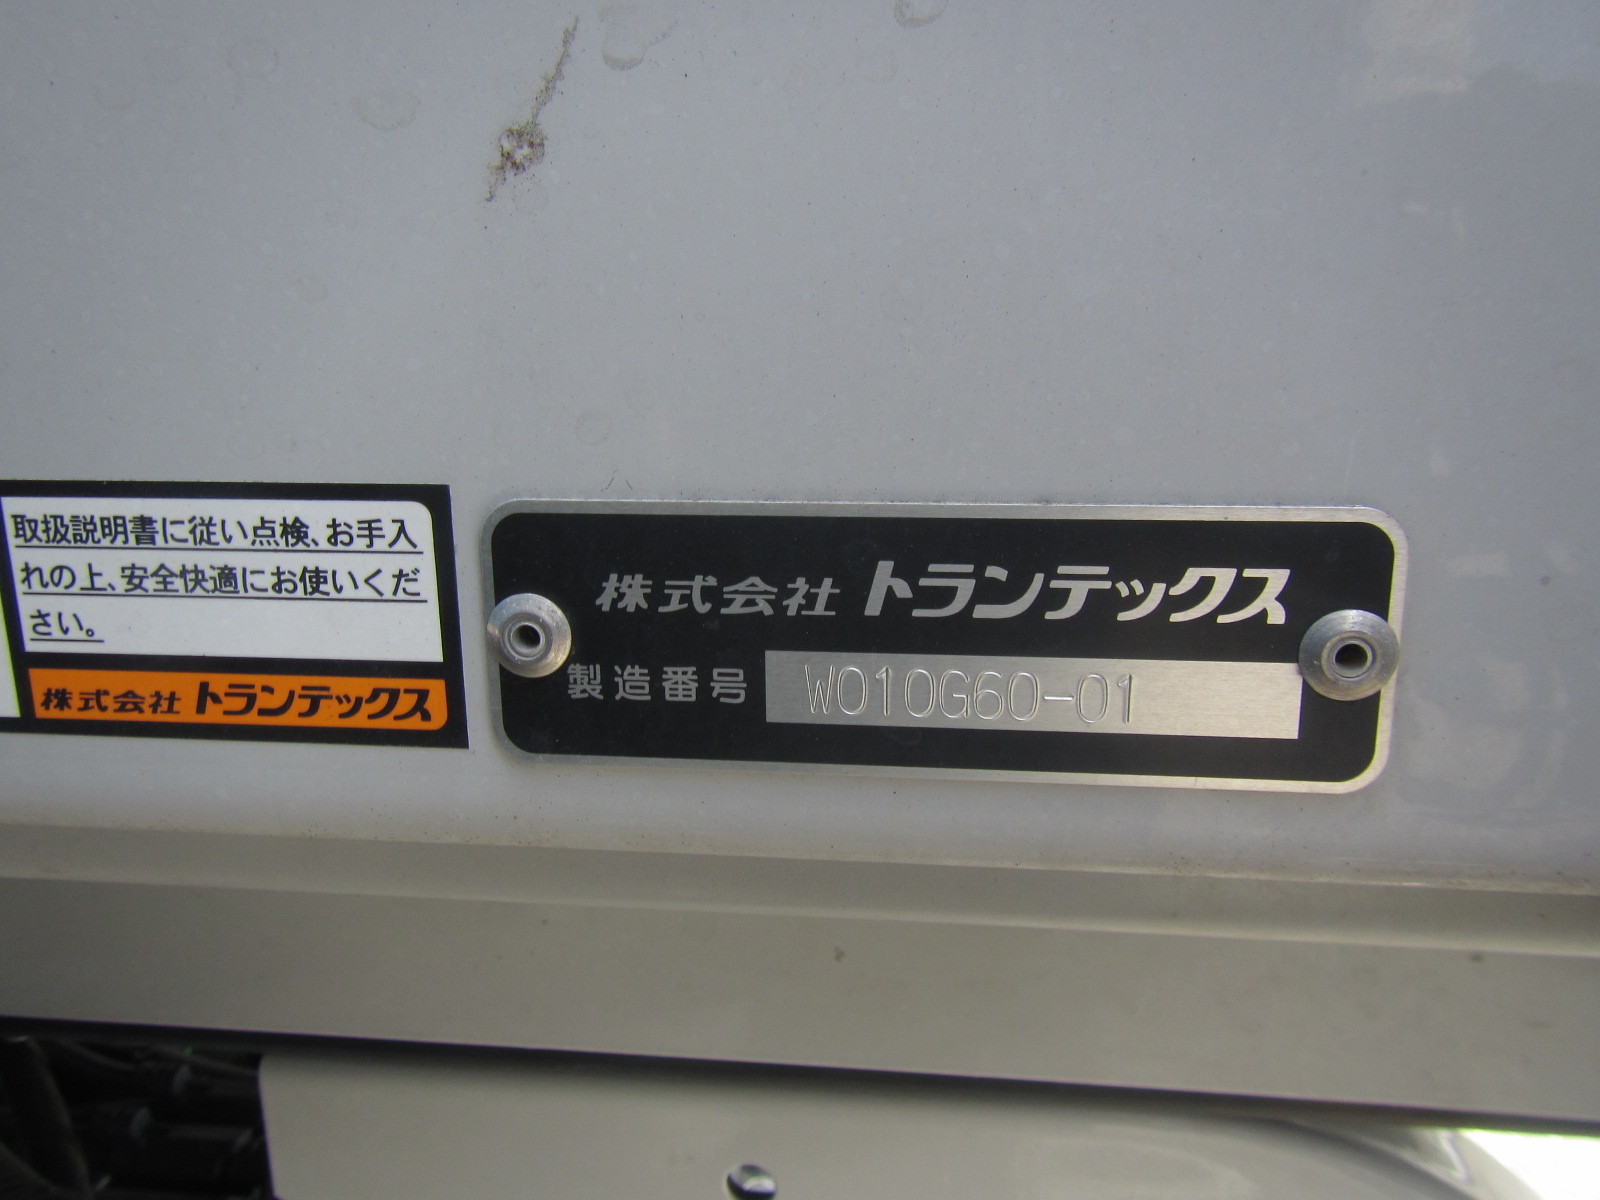 取扱説明書に従い点検、お手入
れの上、安全快適にお使いくだ
さい。
株式会社 トランテックス
株式会社 トランテックス
製造番号 W010G60-01